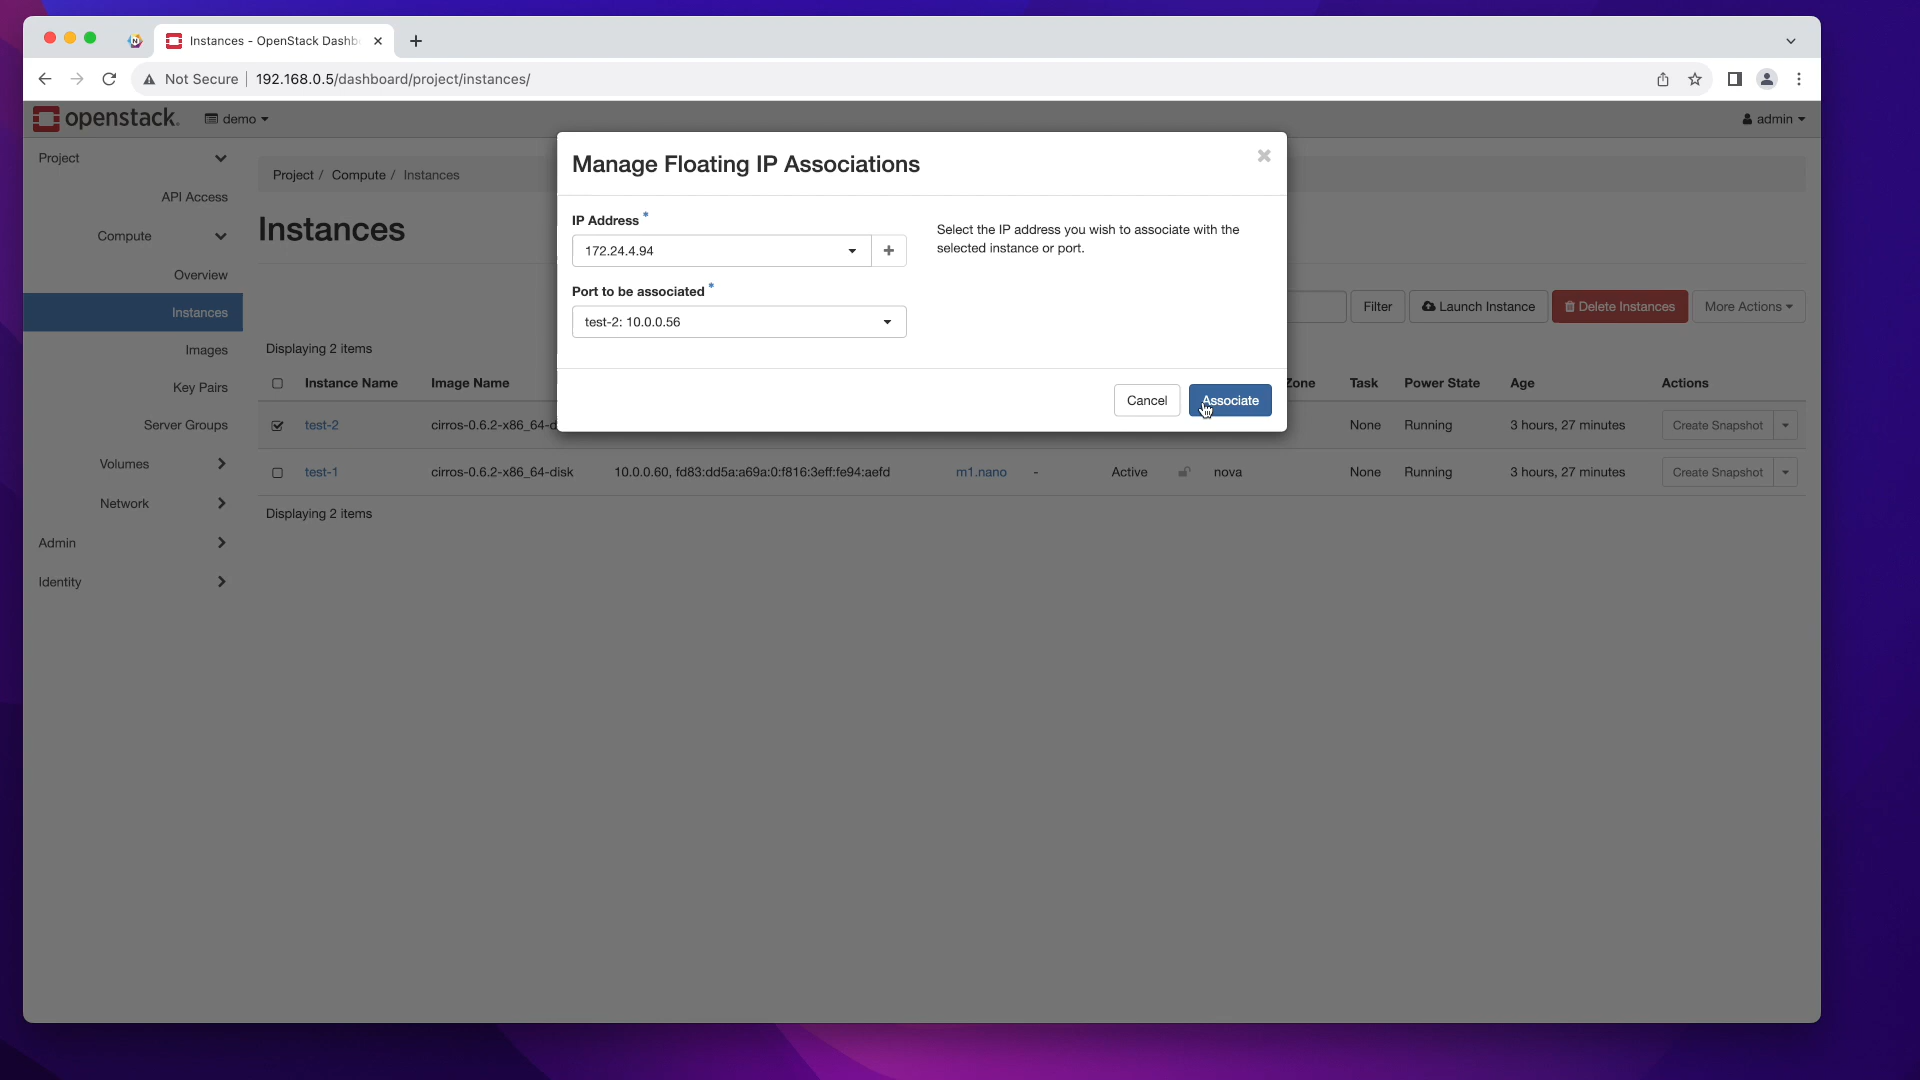 Instances - OpenStack Dashb
Not Secure
192.168.0.5/dashboard/project/instances/
openstack.
demo
admin
Project
API Access
Compute
Overview
Instances
Images
Key Pairs
Server Groups
Volumes
Network
Admin
Identity
Project / Compute / Instances
Instances
Filter
Launch Instance
Delete Instances
More Actions
Displaying 2 items
Instance Name Image Name Zone Task Power State Age Actions
test-2 cirros-0.6.2-x86_64-d None Running 3 hours, 27 minutes Create Snapshot
test-1 cirros-0.6.2-x86_64-disk 10.0.0.60, fd83:dd5a:a69a:0:f816:3eff:fe94:aefd m1.nano - Active nova None Running 3 hours, 27 minutes Create Snapshot
Displaying 2 items
Manage Floating IP Associations
IP Address *
172.24.4.94
Port to be associated *
test-2: 10.0.0.56
Select the IP address you wish to associate with the
selected instance or port.
Cancel
Associate